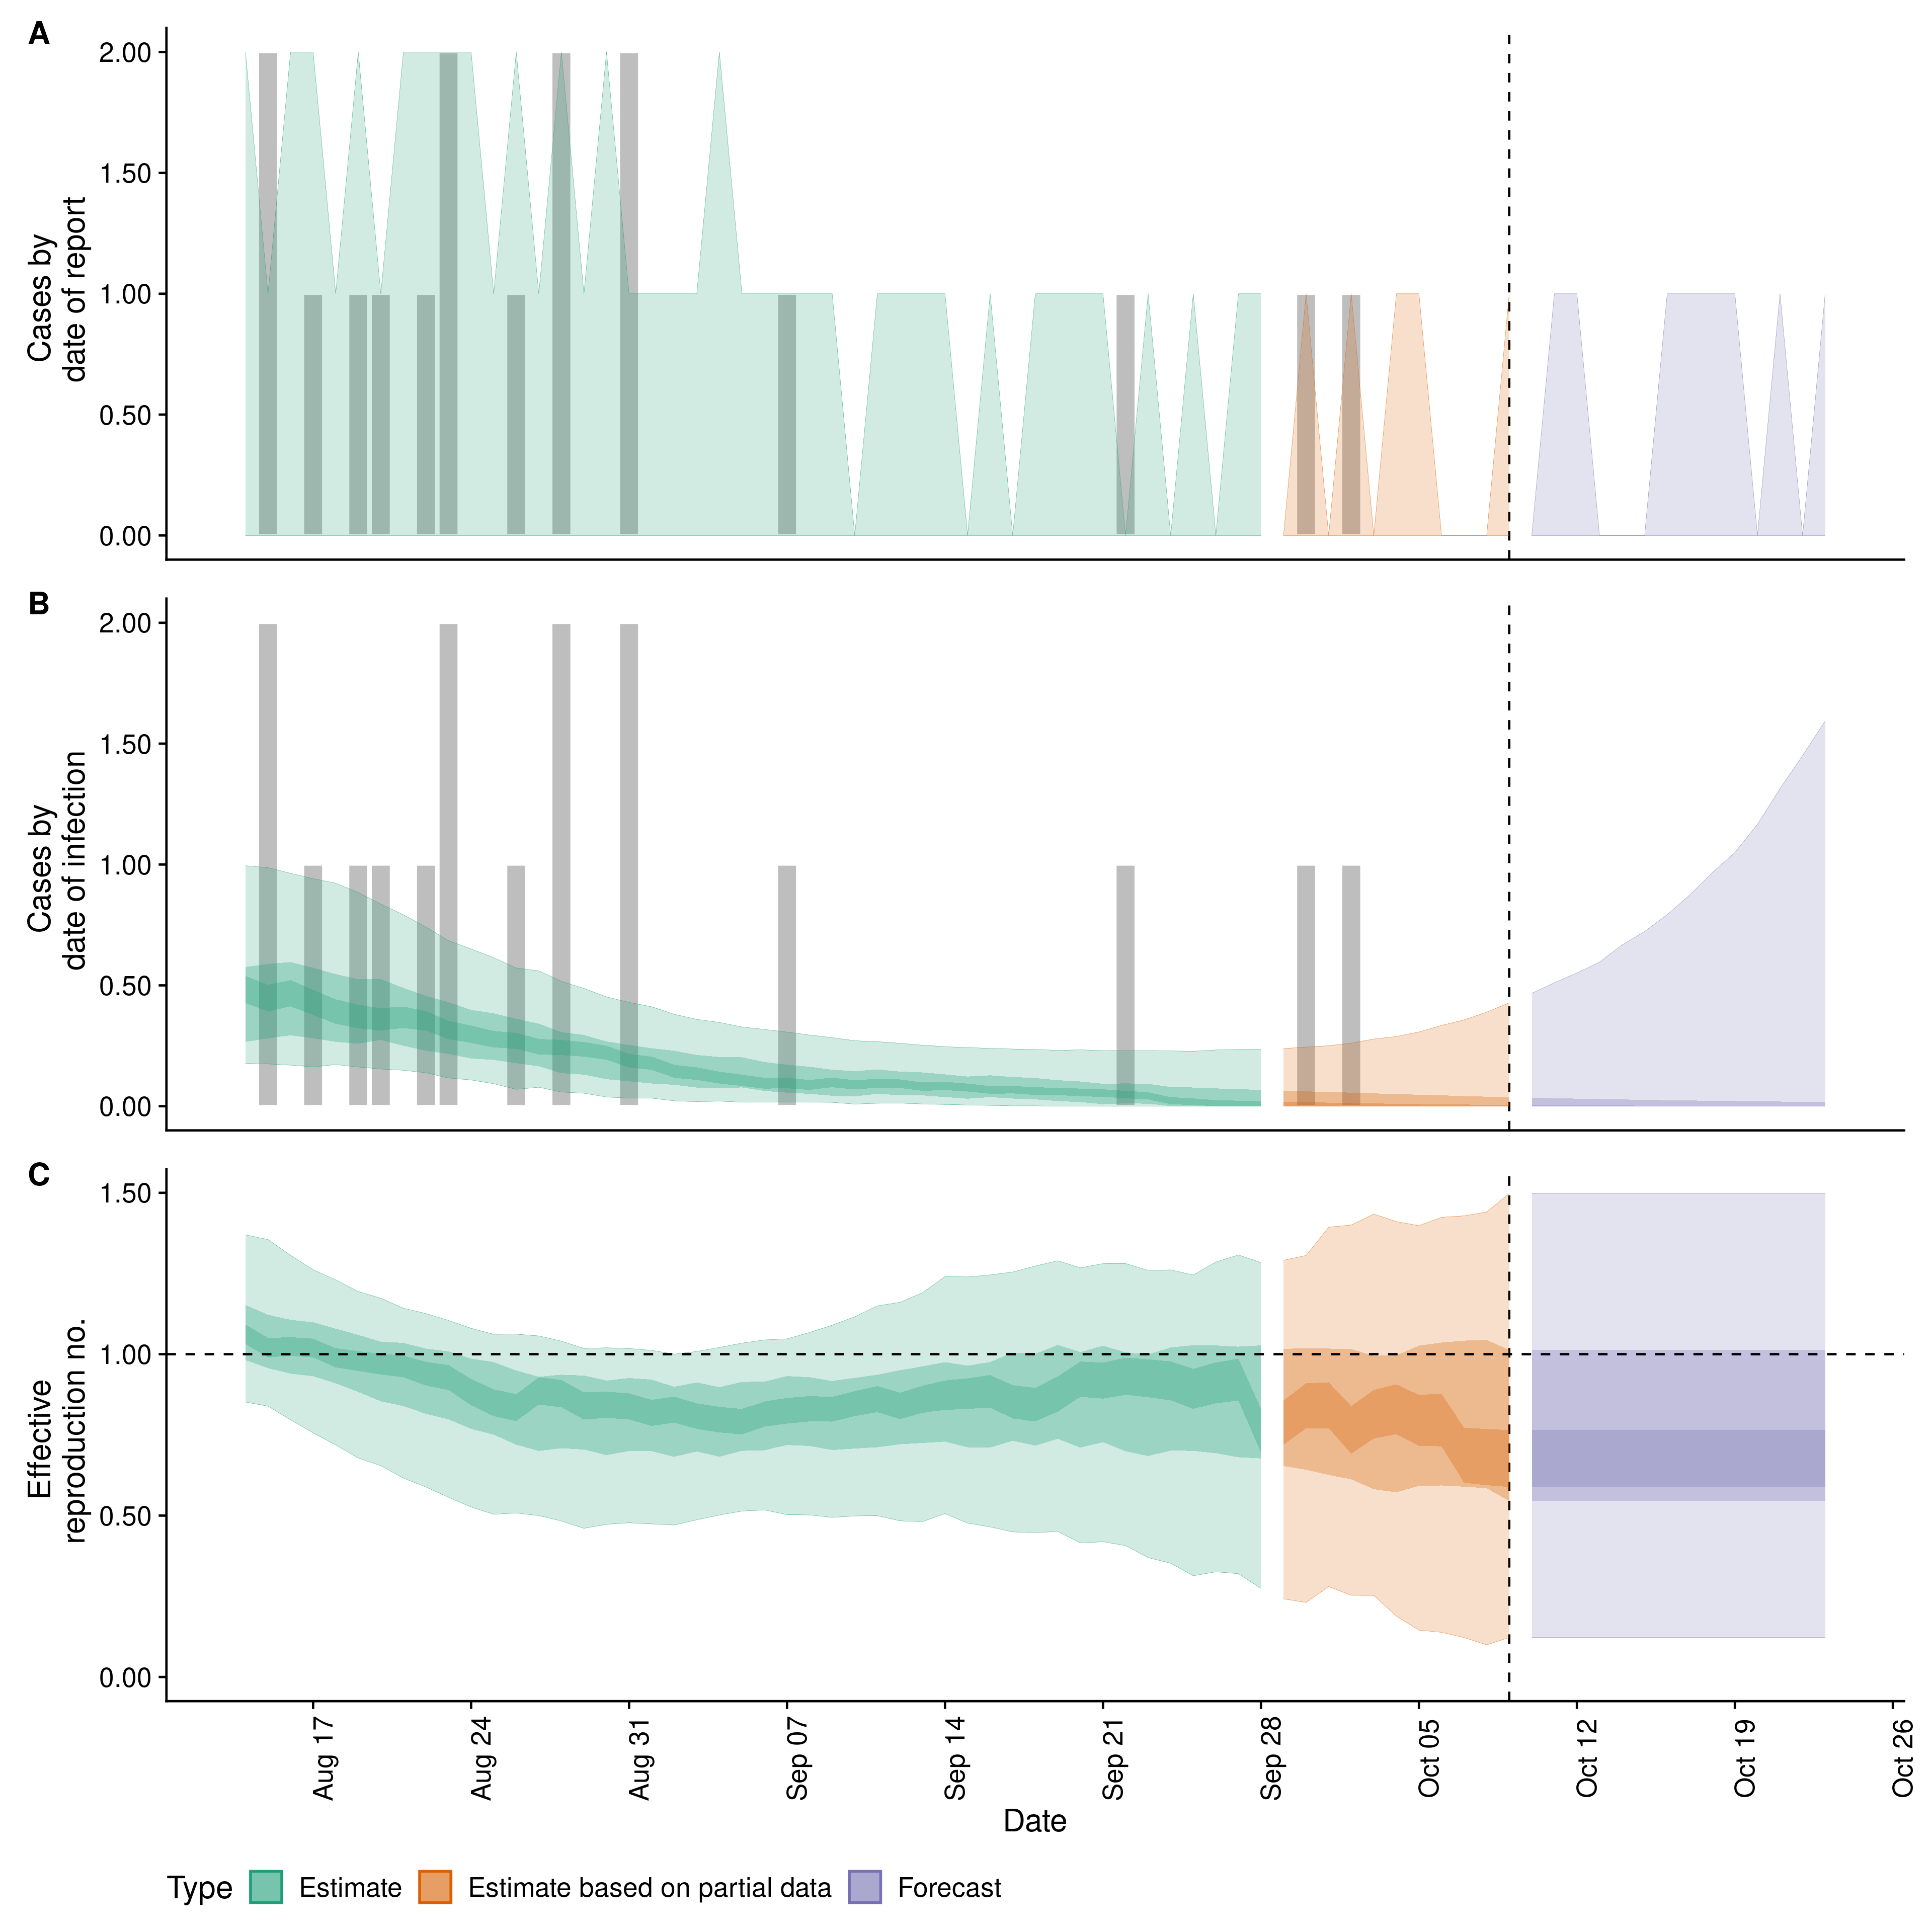 A
2.00
1.50
1.00
0.50
0.00
Cases by
date of report
B
2.00
1.50
1.00
0.50
0.00
Cases by
date of infection
C
1.50
1.00
0.50
0.00
Effective
reproduction no.
Aug 17
Aug 24
Aug 31
Sep 07
Sep 14
Sep 21
Sep 28
Oct 05
Oct 12
Oct 19
Oct 26
Date
Type Estimate Estimate based on partial data Forecast